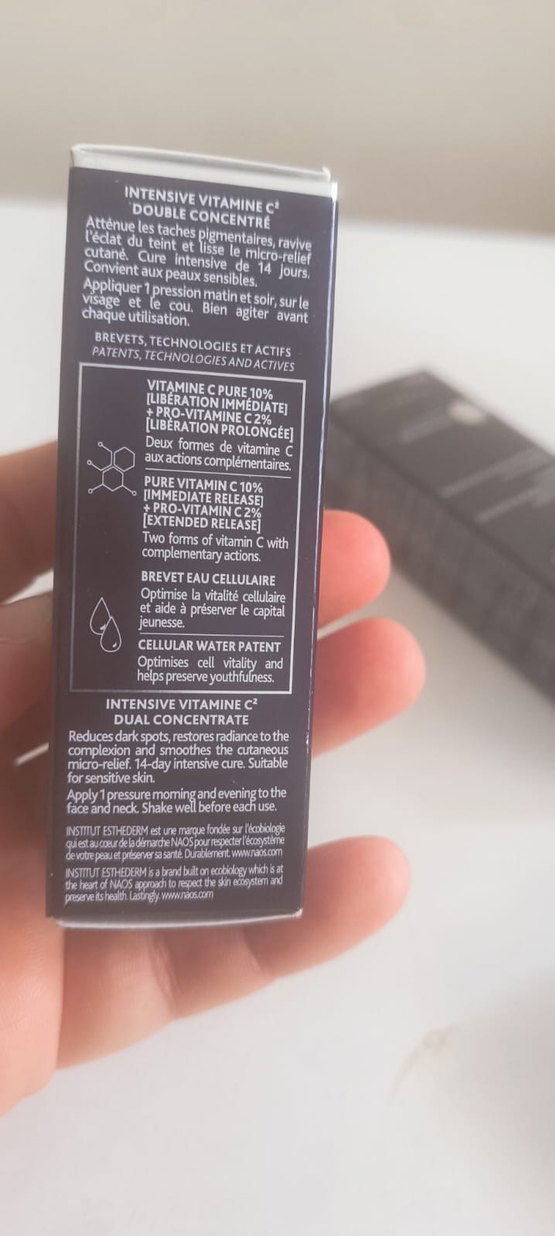 INTENSIVE VITAMINE C²
DOUBLE CONCENTRÉ
Atténue les taches pigmentaires, ravive
l'éclat du teint et lisse le micro-relief
cutané. Cure intensive de 14 jours.
Convient aux peaux sensibles.
Appliquer 1 pression matin et soir, sur le
visage et le cou. Bien agiter avant
chaque utilisation.
BREVETS, TECHNOLOGIES ET ACTIFS
PATENTS, TECHNOLOGIES AND ACTIVES
VITAMINE C PURE 10%
[LIBÉRATION IMMÉDIATE]
+ PRO-VITAMINE C 2%
[LIBÉRATION PROLONGÉE]
Deux formes de vitamine C
aux actions complémentaires.
PURE VITAMIN C 10%
[IMMEDIATE RELEASE]
+ PRO-VITAMIN C 2%
[EXTENDED RELEASE]
Two forms of vitamin C with
complementary actions.
BREVET EAU CELLULAIRE
Optimise la vitalité cellulaire
et aide à préserver le capital
jeunesse.
CELLULAR WATER PATENT
Optimises cell vitality and
helps preserve youthfulness.
INTENSIVE VITAMINE C²
DUAL CONCENTRATE
Reduces dark spots, restores radiance to the
complexion and smoothes the cutaneous
micro-relief. 14-day intensive cure. Suitable
for sensitive skin.
Apply 1 pressure morning and evening to the
face and neck. Shake well before each use.
INSTITUT ESTHEDERM est une marque fondée sur l'écobiologie
qui est au cœur de la démarche NAOS pour respecter l'écosystème
de votre peau et préserver sa santé. Durablement. www.naos.com
INSTITUT ESTHEDERM is a brand built on ecobiology which is at
the heart of NAOS approach to respect the skin ecosystem and
preserve its health. Lastingly. www.naos.com